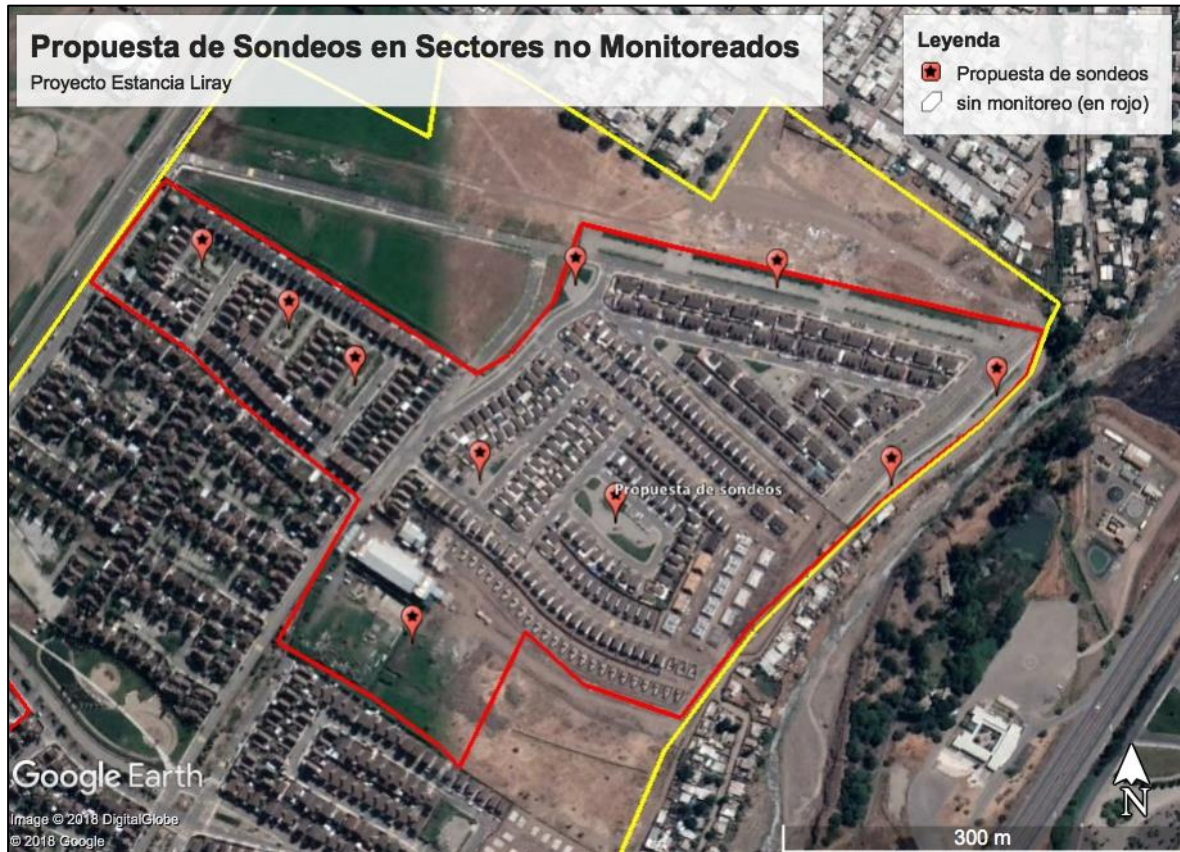 Propuesta de Sondeos en Sectores no Monitoreados
Proyecto Estancia Liray
Leyenda
Propuesta de sondeos
sin monitoreo (en rojo)
Propuesta de sondeos
Google Earth
Image © 2018 DigitalGlobe
© 2018 Google
N
300 m